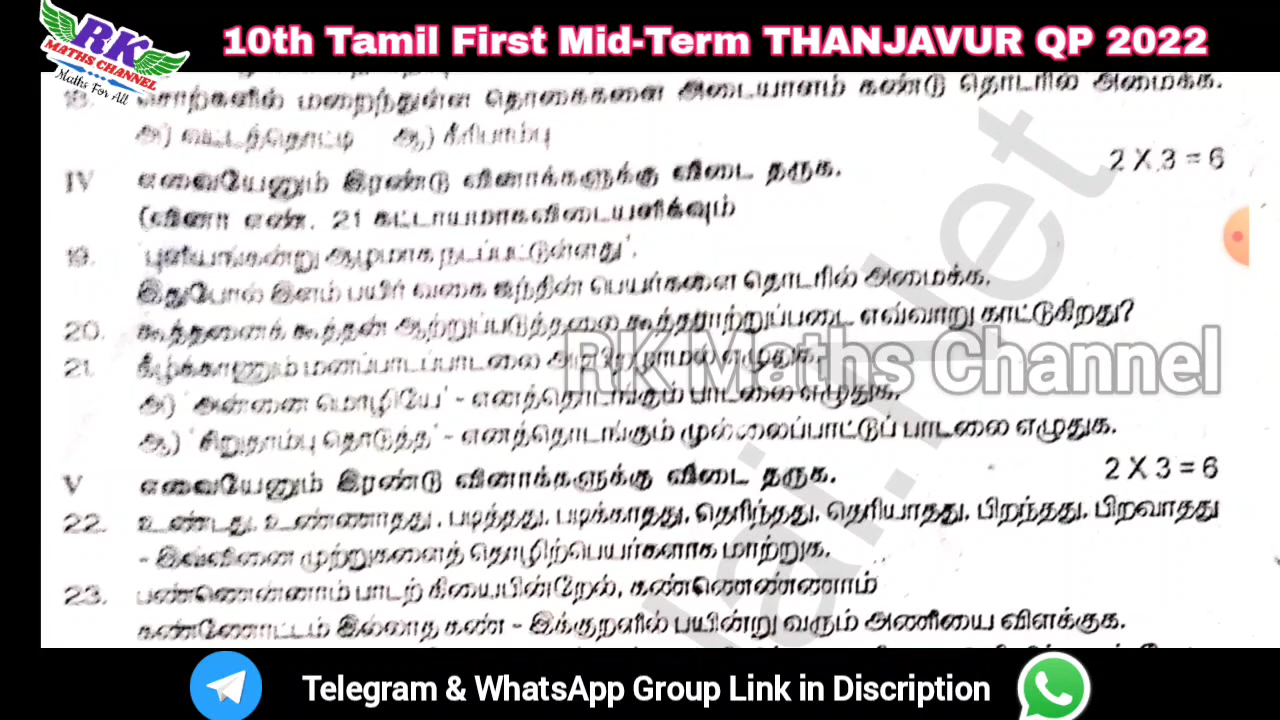 RK
MATHS CHANNEL
Maths For All
10th Tamil First Mid-Term THANJAVUR QP 2022
18. சொற்களில் மறைந்துள்ள தொகைகளை அடையாளம் கண்டு தொடரில் அமைக்க.
அ) வட்டத்தொட்டி ஆ) கீரிபாம்பு
IV எவையேனும் இரண்டு வினாக்களுக்கு விடை தருக. 2 X 3 = 6
(வினா எண். 21 கட்டாயமாகவிடையளிக்கவும்
19. 'புளியங்கன்று ஆழமாக நடப்பட்டுள்ளது'.
இதுபோல் இளம் பயிர் வகை ஐந்தின் பெயர்களை தொடரில் அமைக்க.
20. கூத்தனைக் கூத்தன் ஆற்றுப்படுத்தலை கூத்தராற்றுப்படை எவ்வாறு காட்டுகிறது?
21. கீழ்க்காணும் மனப்பாடப்பாடலை அடிபிறழாமல் எழுதுக.
அ) 'அன்னை மொழியே' - எனத்தொடங்கும் பாடலை எழுதுக.
ஆ) 'சிறுதாம்பு தொடுத்த' - எனத்தொடங்கும் முல்லைப்பாட்டுப் பாடலை எழுதுக.
RK Maths Channel
V எவையேனும் இரண்டு வினாக்களுக்கு விடை தருக. 2 X 3 = 6
22. உண்டது, உண்ணாதது, படித்தது, படிக்காதது, தெரிந்தது, தெரியாதது, பிறந்தது, பிறவாதது
- இவ்வினை முற்றுகளைத் தொழிற்பெயர்களாக மாற்றுக.
23. பண்ணென்னாம் பாடற் கியைபின்றேல், கண்ணெண்ணாம்
கண்ணோட்டம் இல்லாத கண் - இக்குறளில் பயின்று வரும் அணியை விளக்குக.
Telegram & WhatsApp Group Link in Discription